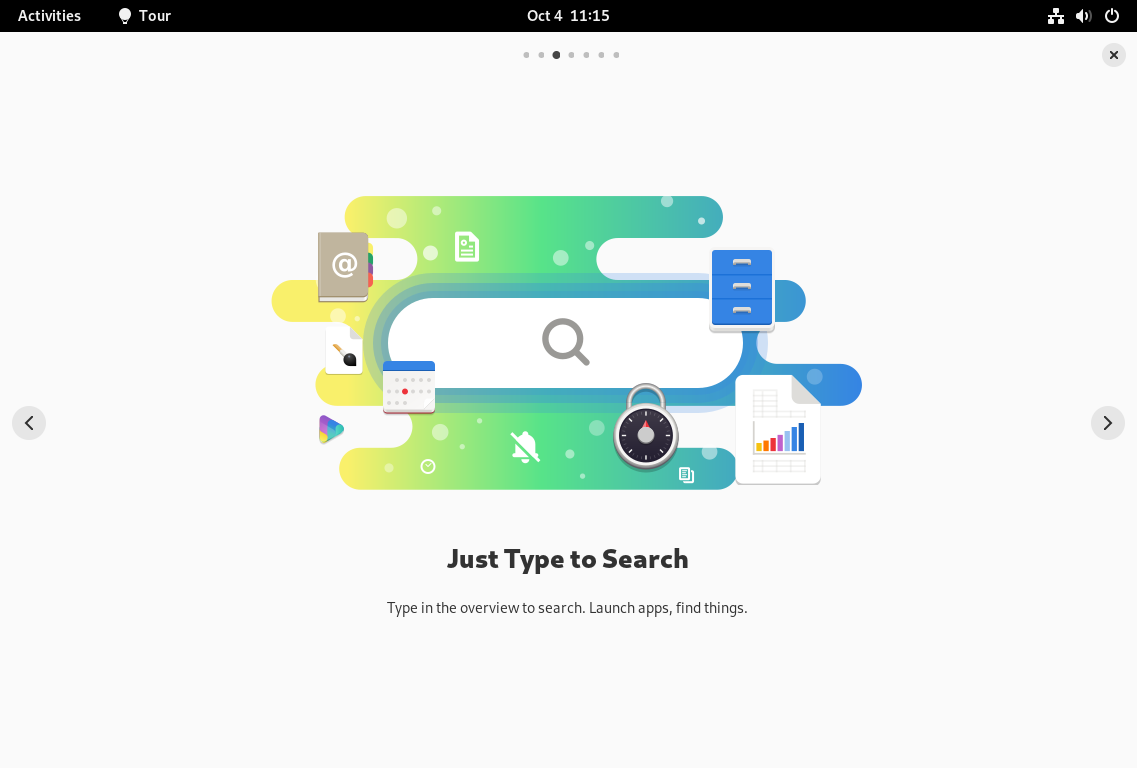 Activities Tour Oct 4 11:15
@
Just Type to Search
Type in the overview to search. Launch apps, find things.